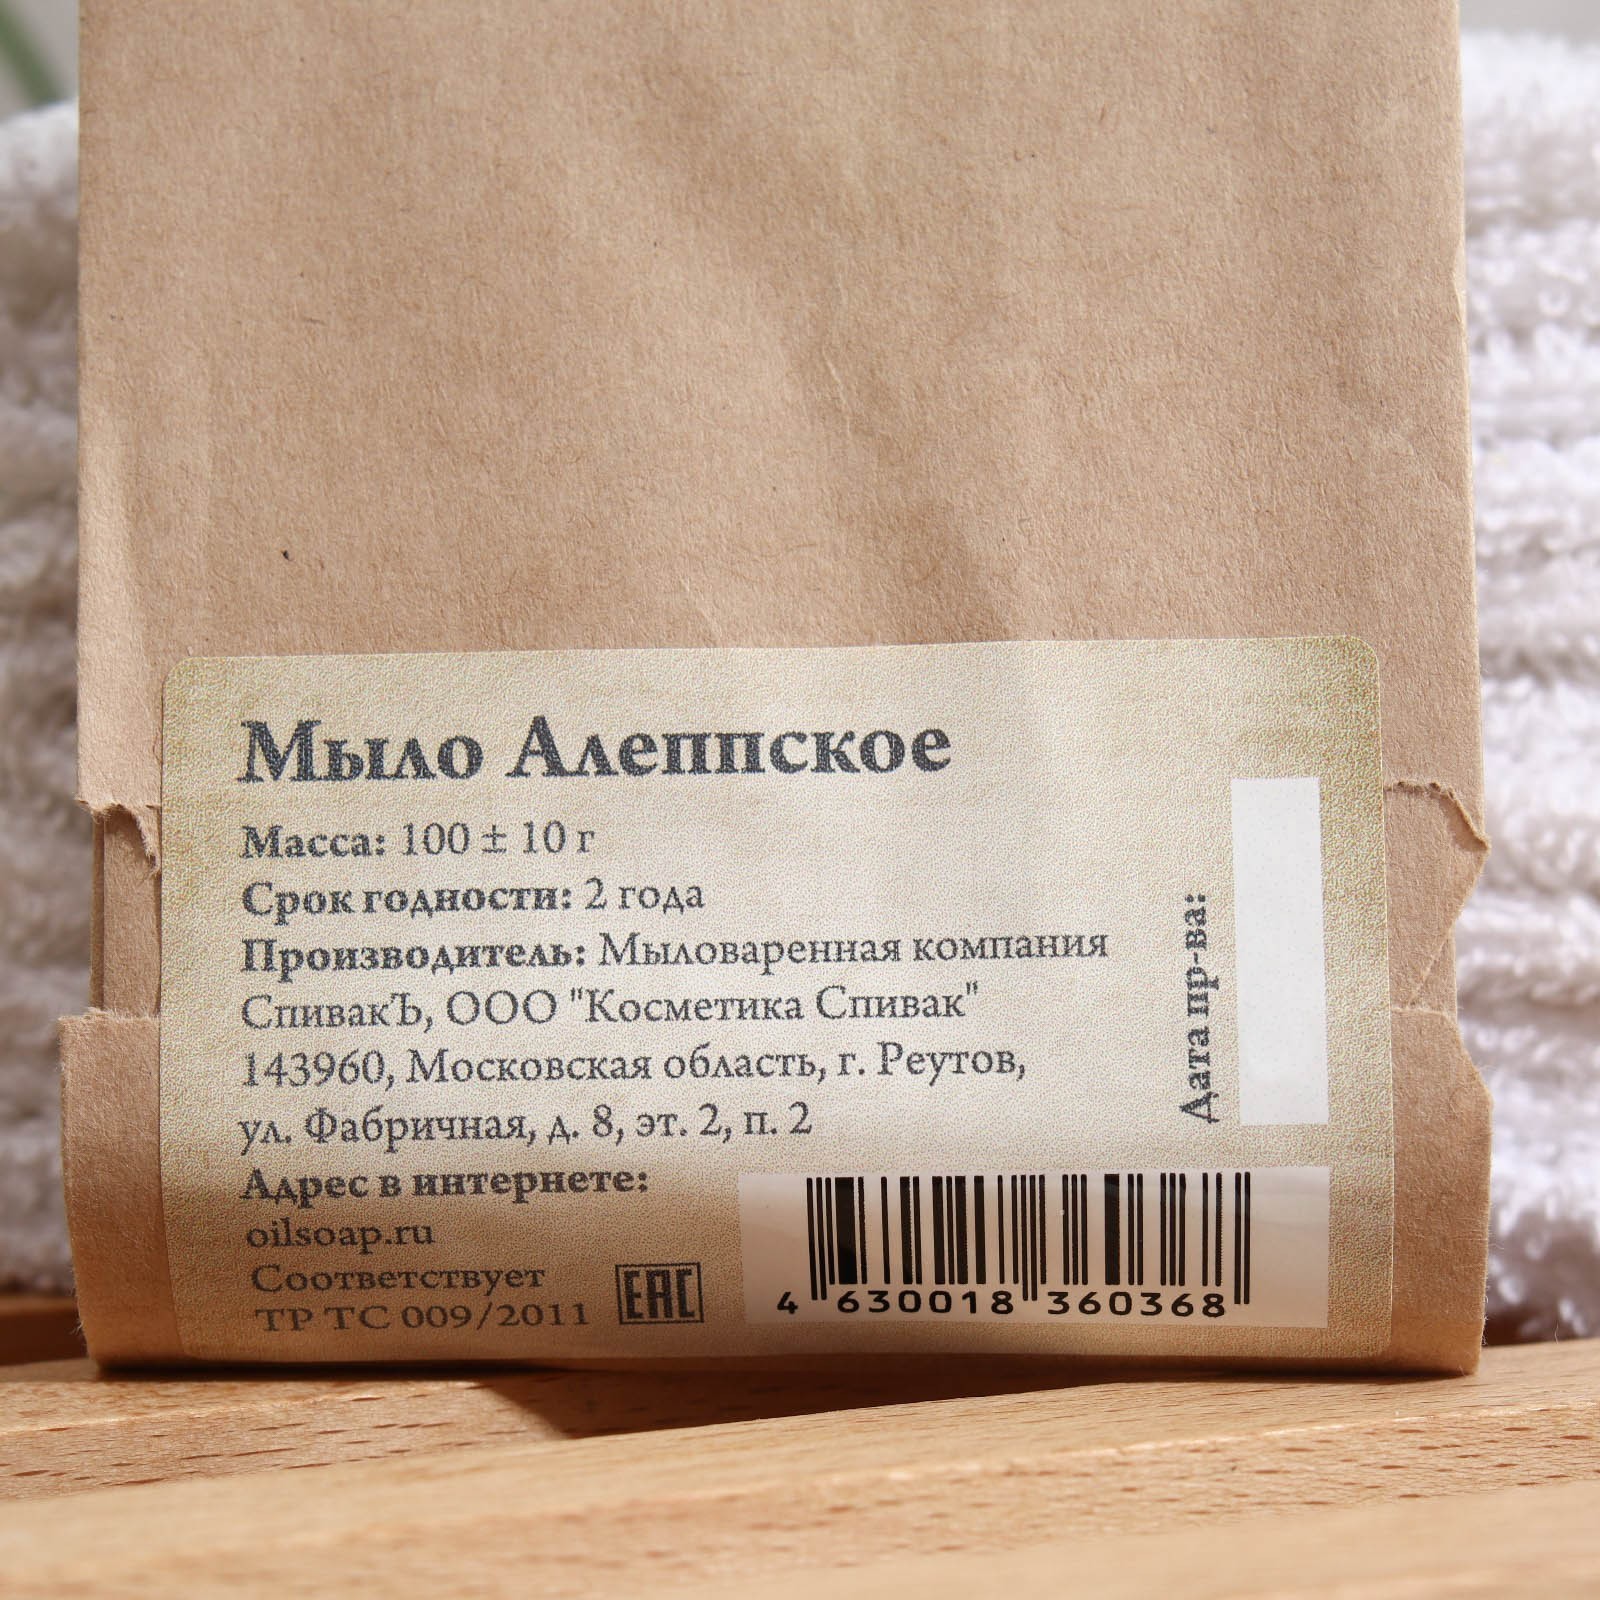 Мыло Алеппское
Масса: 100 ± 10 г
Срок годности: 2 года
Производитель: Мыловаренная компания
СпивакЪ, ООО "Косметика Спивак"
143960, Московская область, г. Реутов,
ул. Фабричная, д. 8, эт. 2, п. 2
Адрес в интернете:
oilsoap.ru
Соответствует
ТР ТС 009/2011
EAC
Дата пр-ва:
4 630018 360368